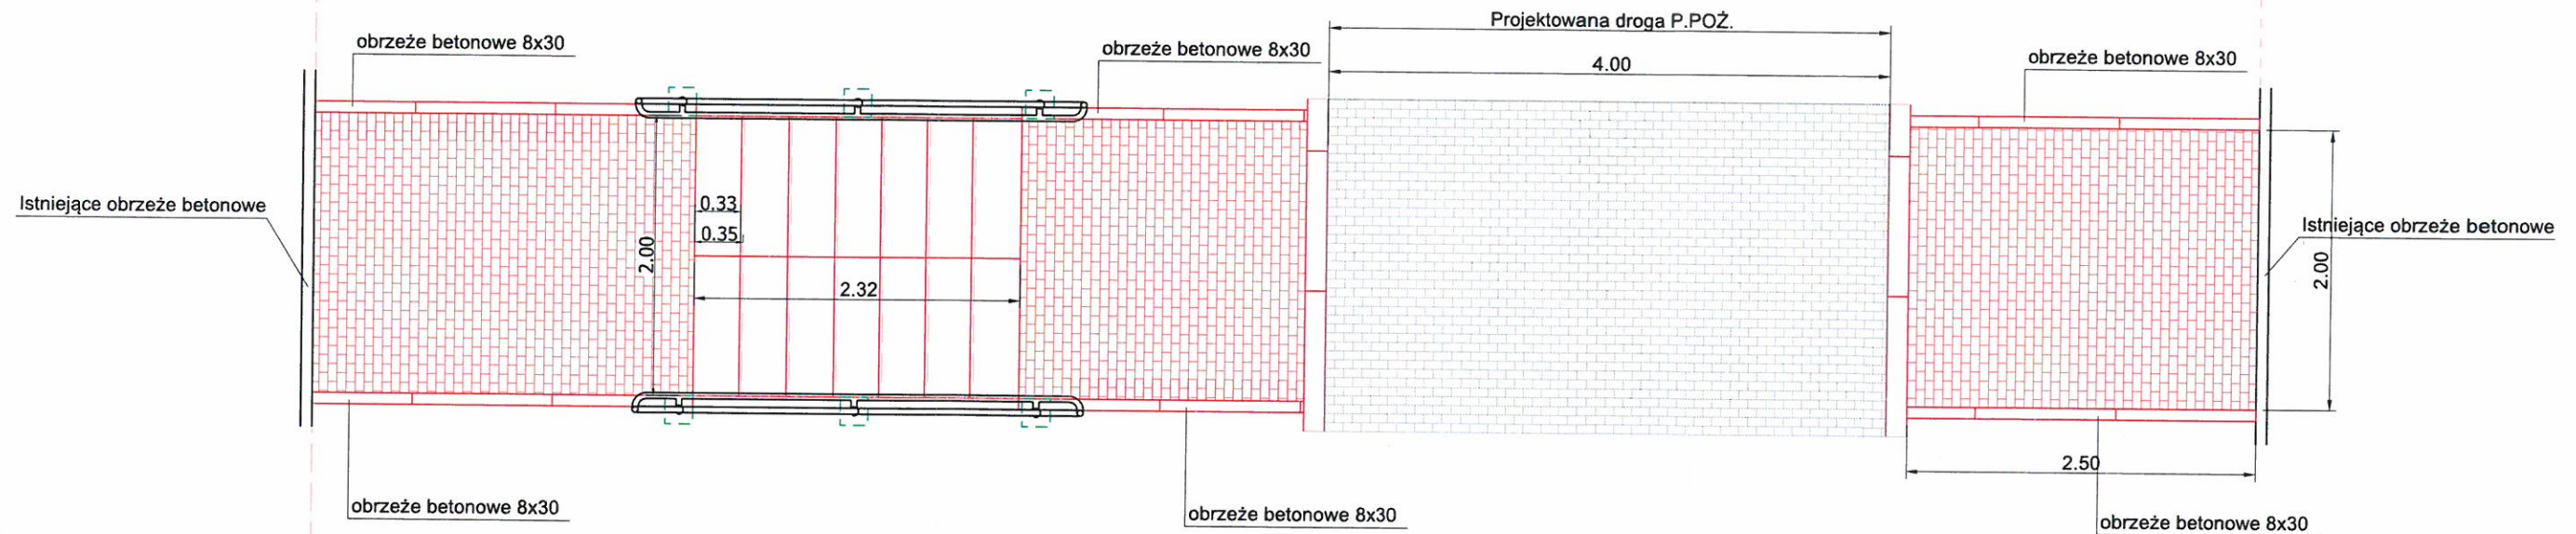 Projektowana droga P.POŻ.
obrzeże betonowe 8x30
obrzeże betonowe 8x30
obrzeże betonowe 8x30
4.00
Istniejące obrzeże betonowe
0.33
0.35
2.00
2.32
Istniejące obrzeże betonowe
2.00
2.50
obrzeże betonowe 8x30
obrzeże betonowe 8x30
obrzeże betonowe 8x30